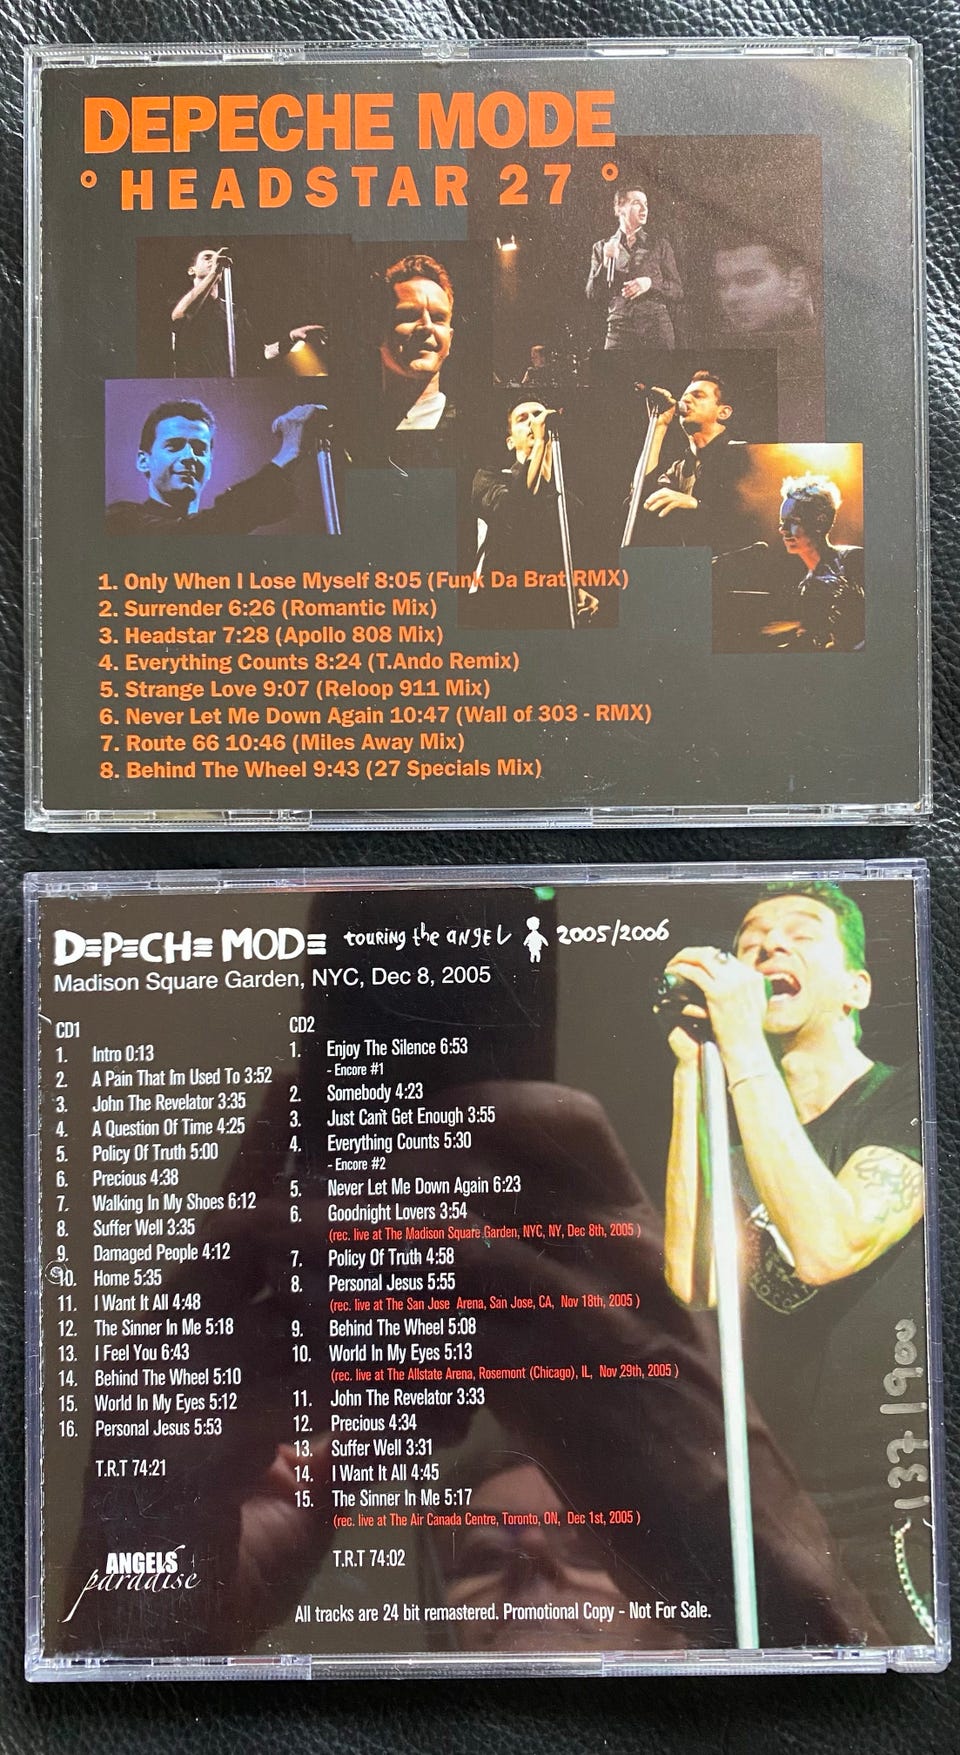 DEPECHE MODE
° HEADSTAR 27 °
1. Only When I Lose Myself 8:05 (Funk Da Brat RMX)
2. Surrender 6:26 (Romantic Mix)
3. Headstar 7:28 (Apollo 808 Mix)
4. Everything Counts 8:24 (T.Ando Remix)
5. Strange Love 9:07 (Reloop 911 Mix)
6. Never Let Me Down Again 10:47 (Wall of 303 - RMX)
7. Route 66 10:46 (Miles Away Mix)
8. Behind The Wheel 9:43 (27 Specials Mix)
DEPECHE MODE touring the angel 2005/2006
Madison Square Garden, NYC, Dec 8, 2005
CD1
1. Intro 0:13
2. A Pain That Im Used To 3:52
3. John The Revelator 3:35
4. A Question Of Time 4:25
5. Policy Of Truth 5:00
6. Precious 4:38
7. Walking In My Shoes 6:12
8. Suffer Well 3:35
9. Damaged People 4:12
10. Home 5:35
11. I Want It All 4:48
12. The Sinner In Me 5:18
13. I Feel You 6:43
14. Behind The Wheel 5:10
15. World In My Eyes 5:12
16. Personal Jesus 5:53
T.R.T 74:21
CD2
1. Enjoy The Silence 6:53
- Encore #1
2. Somebody 4:23
3. Just Can't Get Enough 3:55
4. Everything Counts 5:30
- Encore #2
5. Never Let Me Down Again 6:23
6. Goodnight Lovers 3:54
(rec. live at The Madison Square Garden, NYC, NY, Dec 8th, 2005 )
7. Policy Of Truth 4:58
8. Personal Jesus 5:55
(rec. live at The San Jose Arena, San Jose, CA, Nov 18th, 2005 )
9. Behind The Wheel 5:08
10. World In My Eyes 5:13
(rec. live at The Allstate Arena, Rosemont (Chicago), IL, Nov 29th, 2005 )
11. John The Revelator 3:33
12. Precious 4:34
13. Suffer Well 3:31
14. I Want It All 4:45
15. The Sinner In Me 5:17
(rec. live at The Air Canada Centre, Toronto, ON, Dec 1st, 2005 )
T.R.T 74:02
ANGELS
paradise
All tracks are 24 bit remastered. Promotional Copy - Not For Sale.
137/900